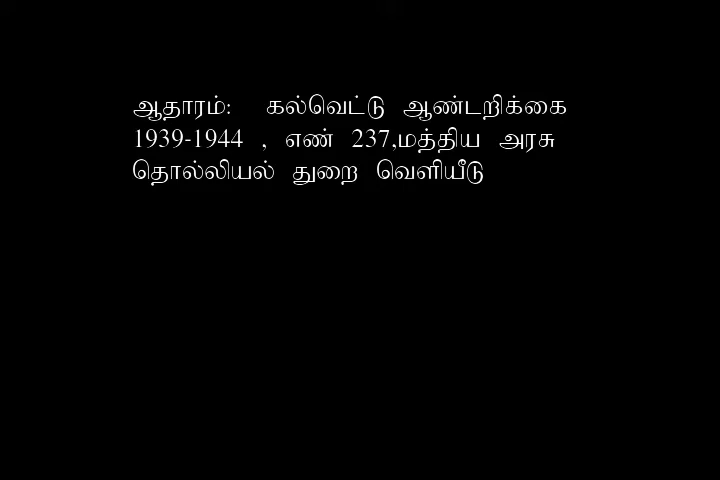 ஆதாரம்: கல்வெட்டு ஆண்டறிக்கை
1939-1944 , எண் 237,மத்திய அரசு
தொல்லியல் துறை வெளியீடு